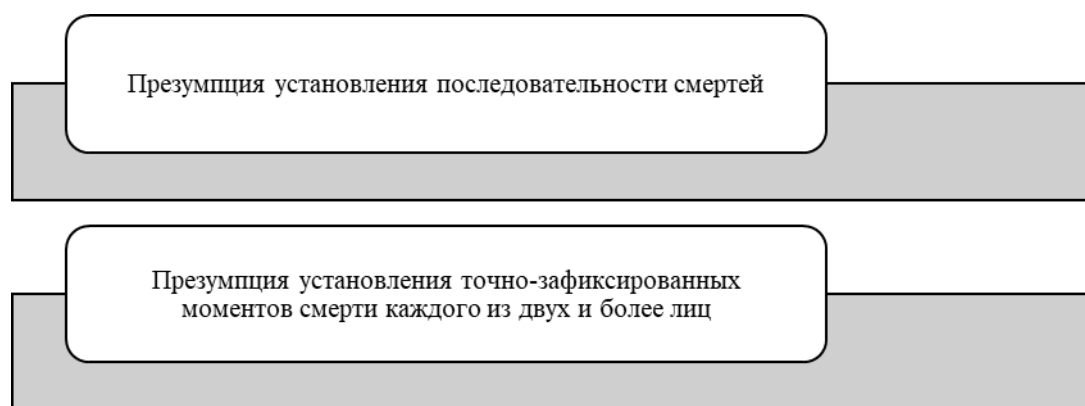 Презумпция установления последовательности смертей
Презумпция установления точно-зафиксированных
моментов смерти каждого из двух и более лиц